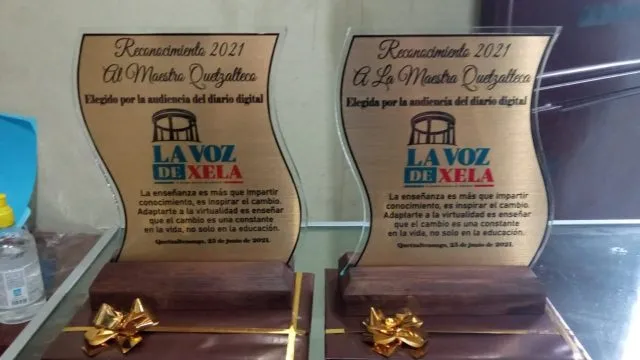 Reconocimiento 2021
Al Maestro Quetzalteco
Elegido por la audiencia del diario digital
LA VOZ
DE XELA
La enseñanza es más que impartir
conocimiento, es inspirar el cambio.
Adaptarte a la virtualidad es enseñar
que el cambio es una constante
en la vida, no solo en la educación.
Quetzaltenango, 25 de junio de 2021.
Reconocimiento 2021
A La Maestra Quetzalteca
Elegida por la audiencia del diario digital
LA VOZ
DE XELA
La enseñanza es más que impartir
conocimiento, es inspirar el cambio.
Adaptarte a la virtualidad es enseñar
que el cambio es una constante
en la vida, no solo en la educación.
Quetzaltenango, 25 de junio de 2021.